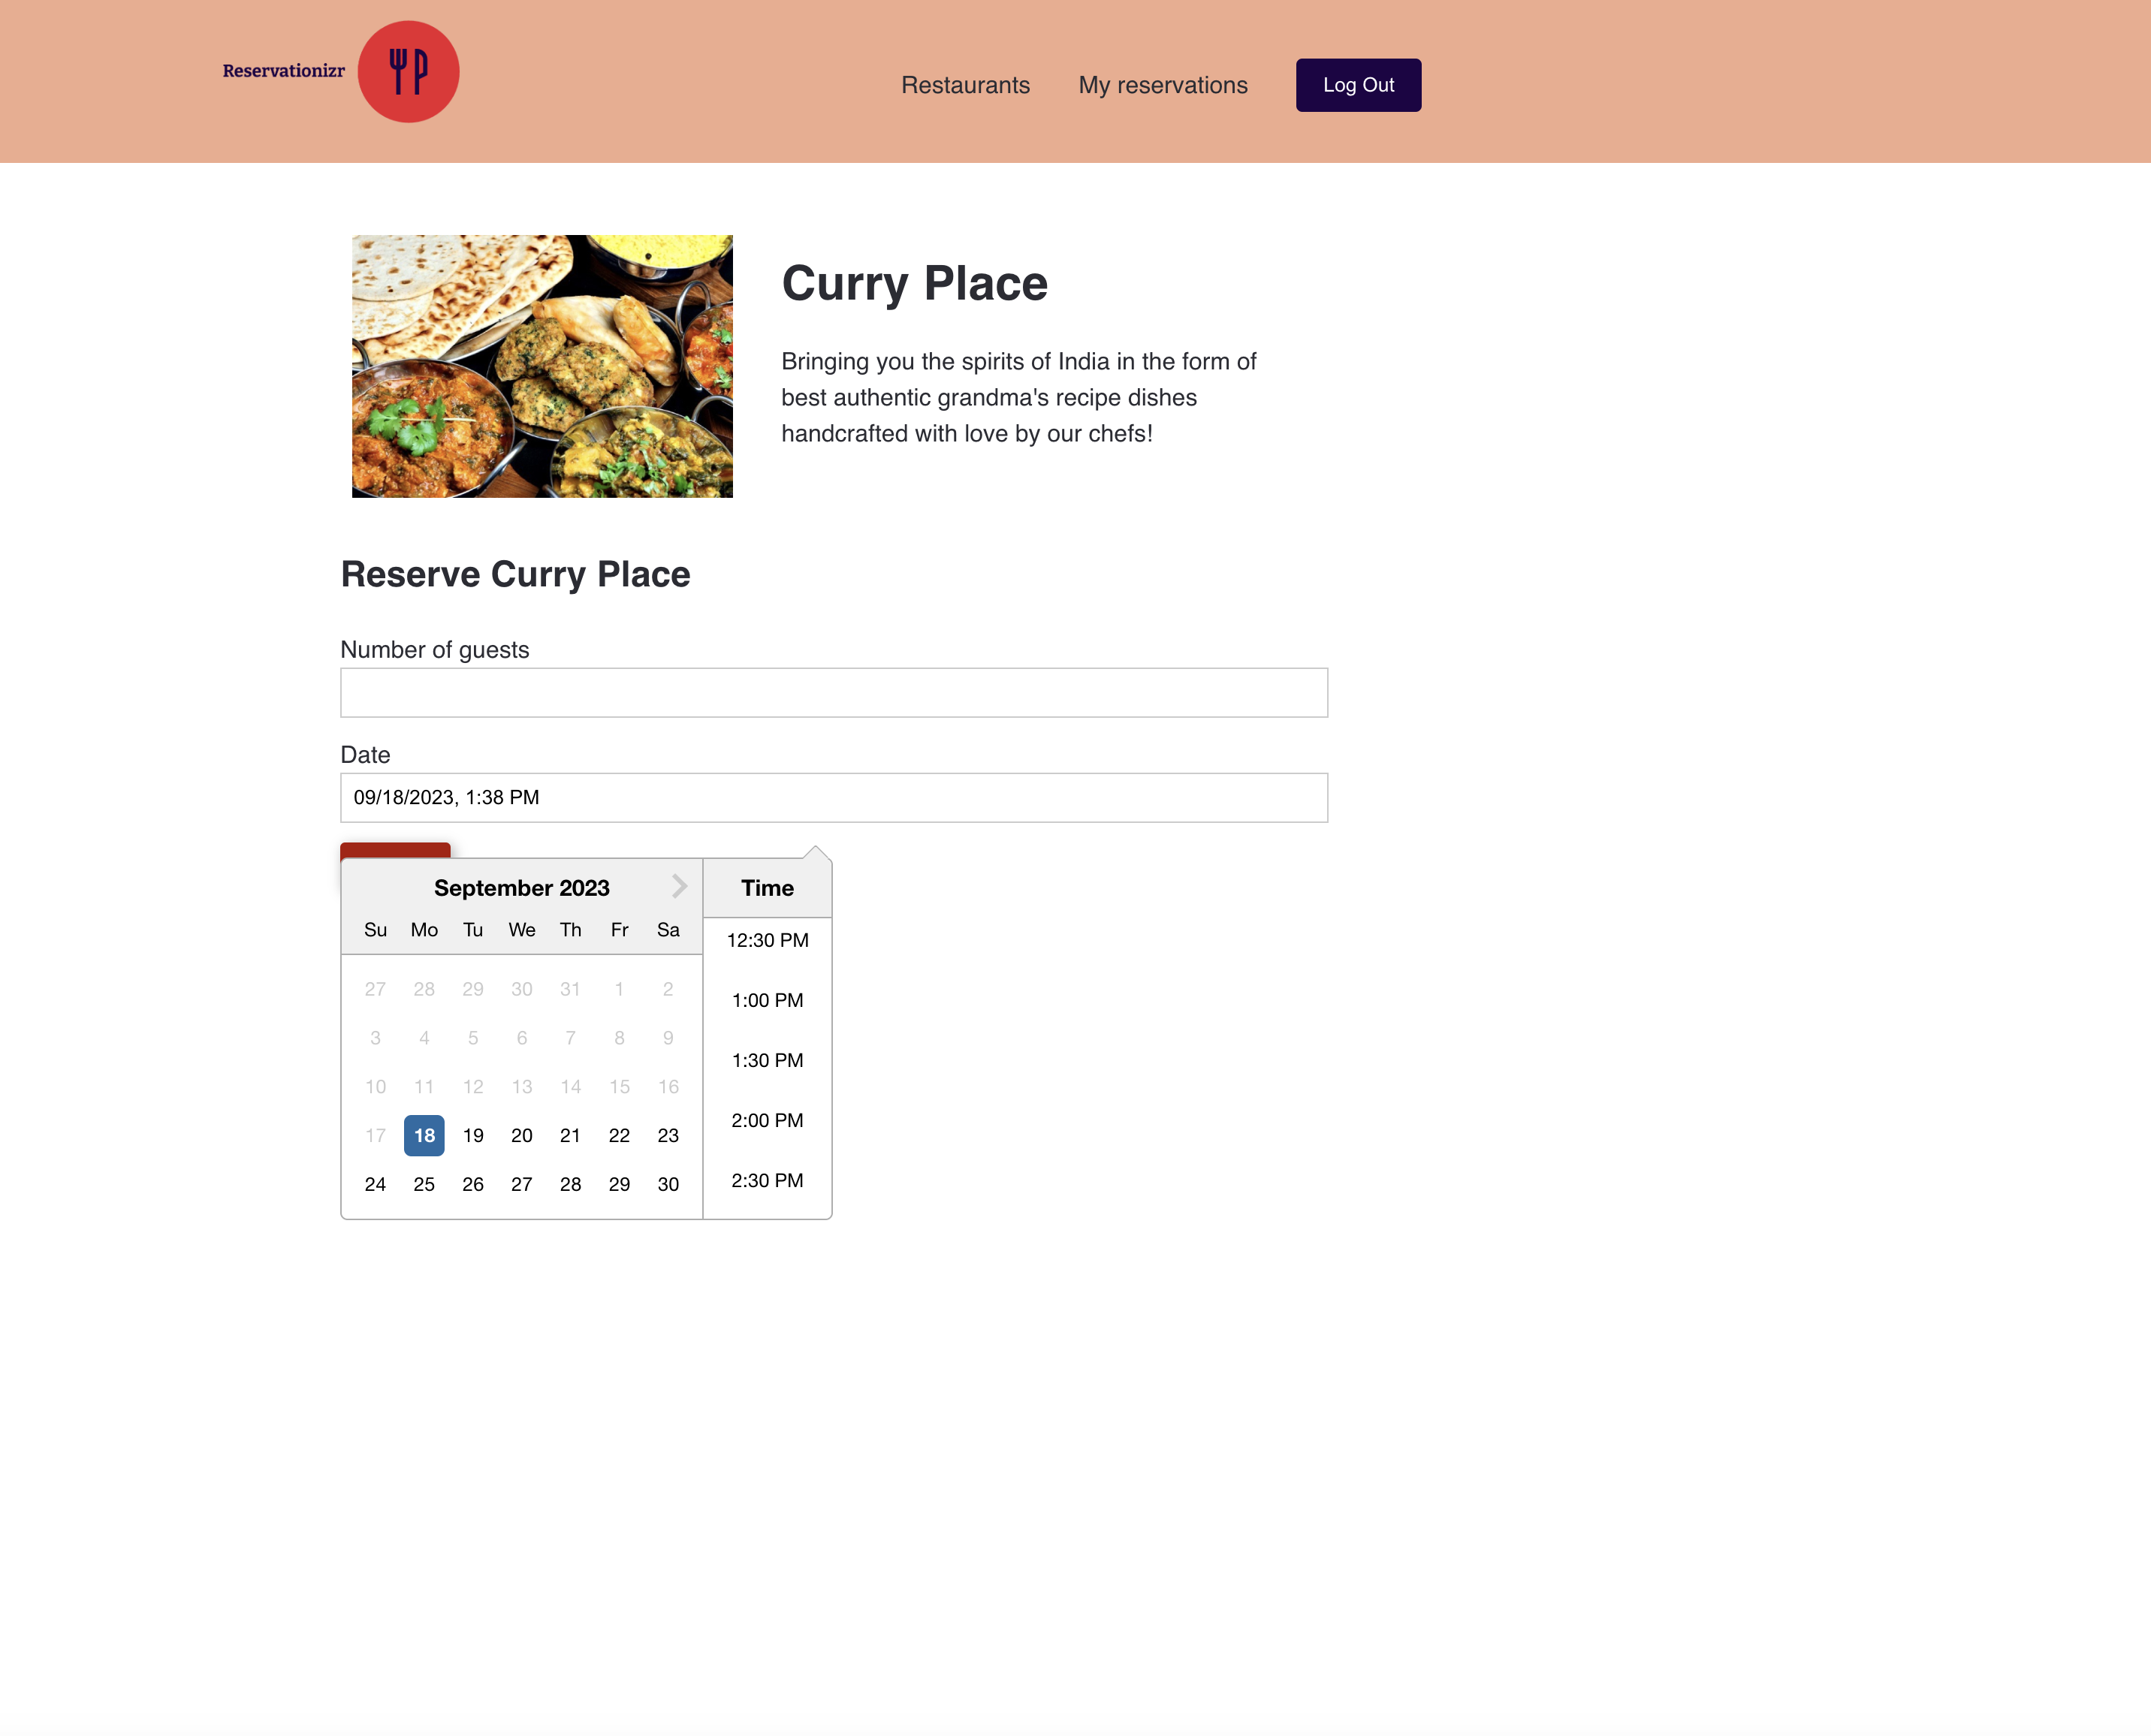 Reservationizr
Restaurants
My reservations
Log Out
Curry Place
Bringing you the spirits of India in the form of
best authentic grandma's recipe dishes
handcrafted with love by our chefs!
Reserve Curry Place
Number of guests
Date
09/18/2023, 1:38 PM
September 2023
Su Mo Tu We Th Fr Sa
27 28 29 30 31 1 2
3 4 5 6 7 8 9
10 11 12 13 14 15 16
17 18 19 20 21 22 23
24 25 26 27 28 29 30
Time
12:30 PM
1:00 PM
1:30 PM
2:00 PM
2:30 PM